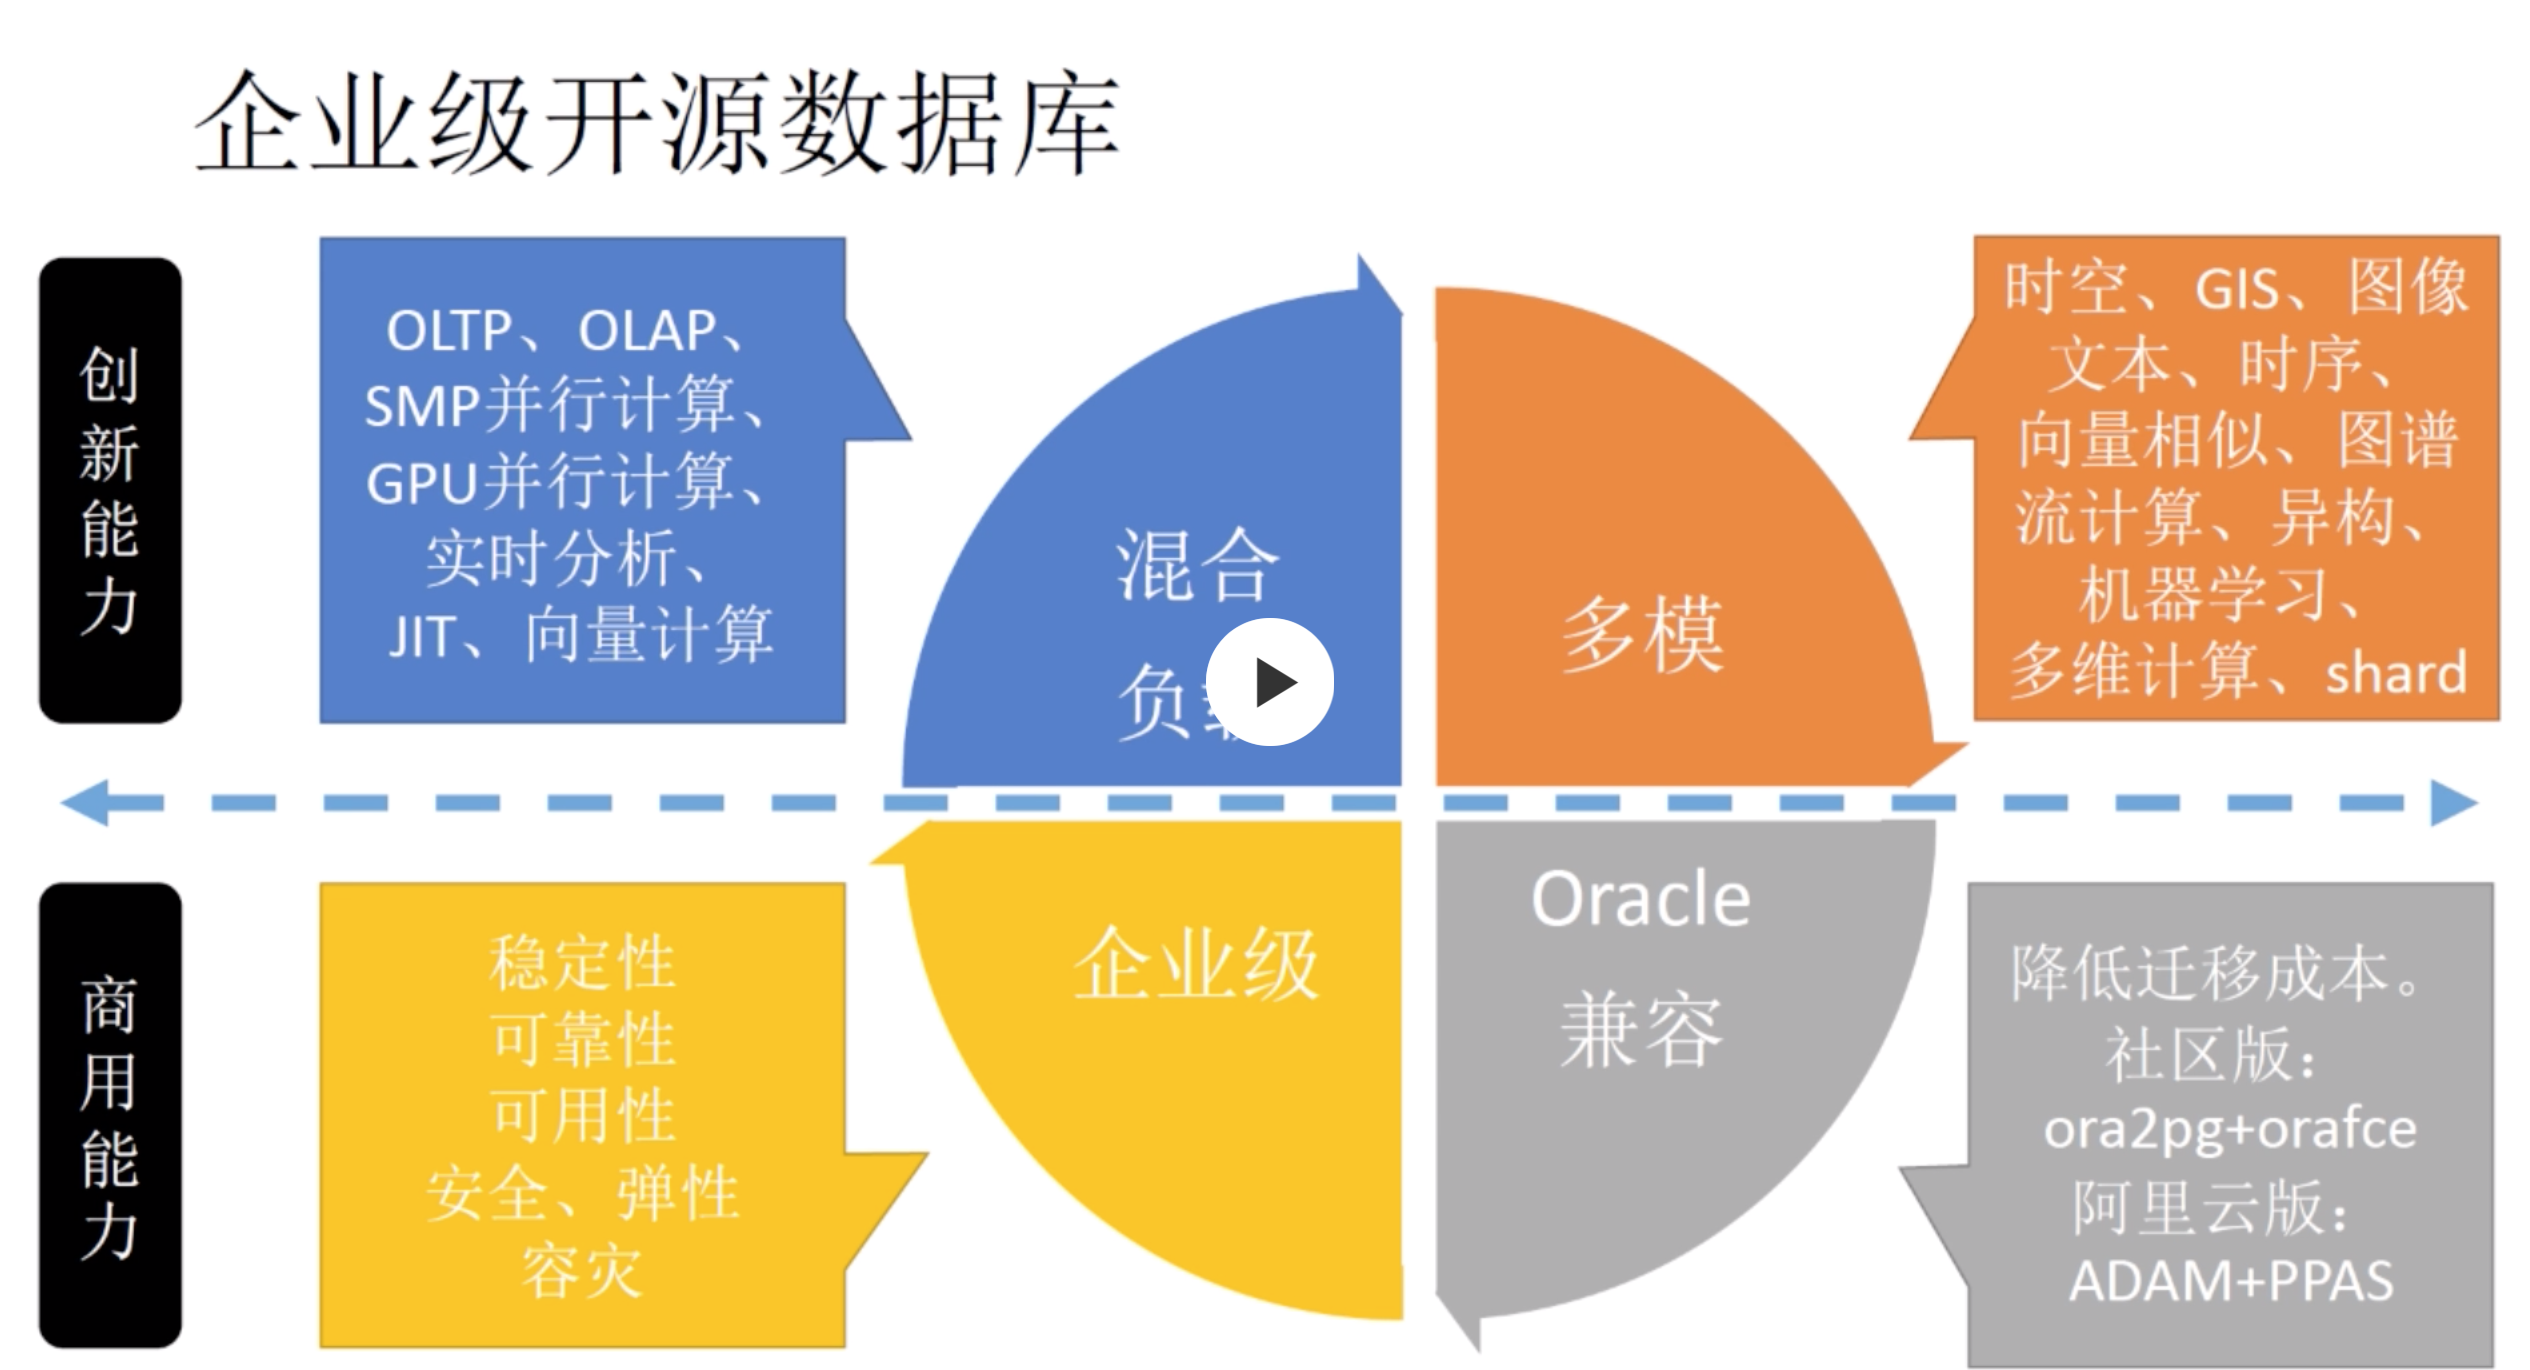 企业级开源数据库
创新能力
OLTP、OLAP、
SMP并行计算、
GPU并行计算、
实时分析、
JIT、向量计算
混合
负
多模
时空、GIS、图像
文本、时序、
向量相似、图谱
流计算、异构、
机器学习、
多维计算、shard
商用能力
稳定性
可靠性
可用性
安全、弹性
容灾
企业级
Oracle
兼容
降低迁移成本。
社区版：
ora2pg+orafce
阿里云版：
ADAM+PPAS